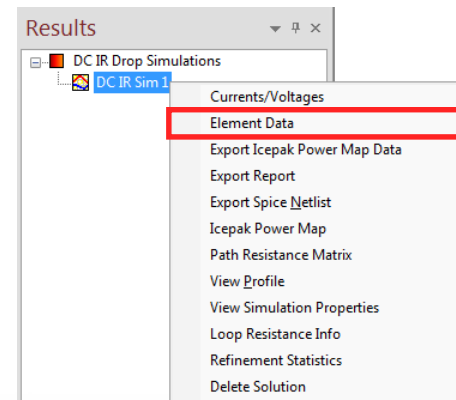 Results
DC IR Drop Simulations
DC IR Sim 1
Currents/Voltages
Element Data
Export Icepak Power Map Data
Export Report
Export Spice Netlist
Icepak Power Map
Path Resistance Matrix
View Profile
View Simulation Properties
Loop Resistance Info
Refinement Statistics
Delete Solution